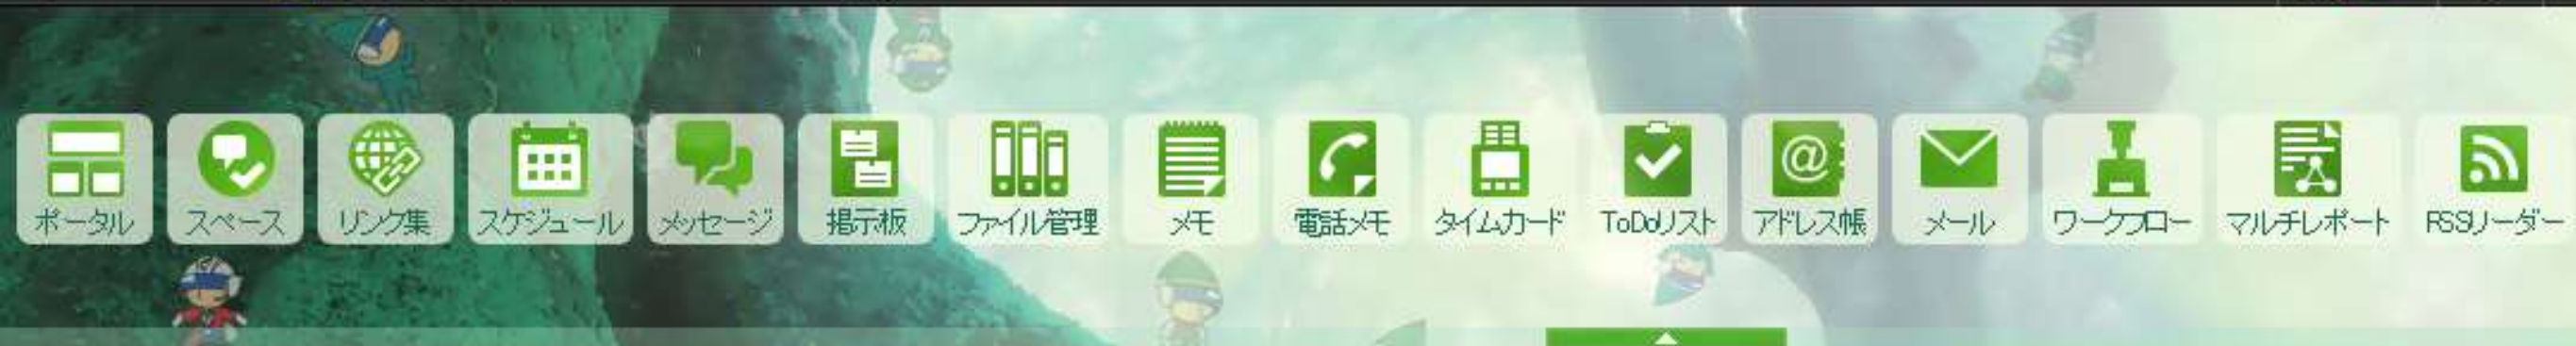 ポータル
スペース
リンク集
スケジュール
メッセージ
掲示板
ファイル管理
メモ
電話メモ
タイムカード
ToDoリスト
アドレス帳
メール
ワークフロー
マルチレポート
RSSリーダー